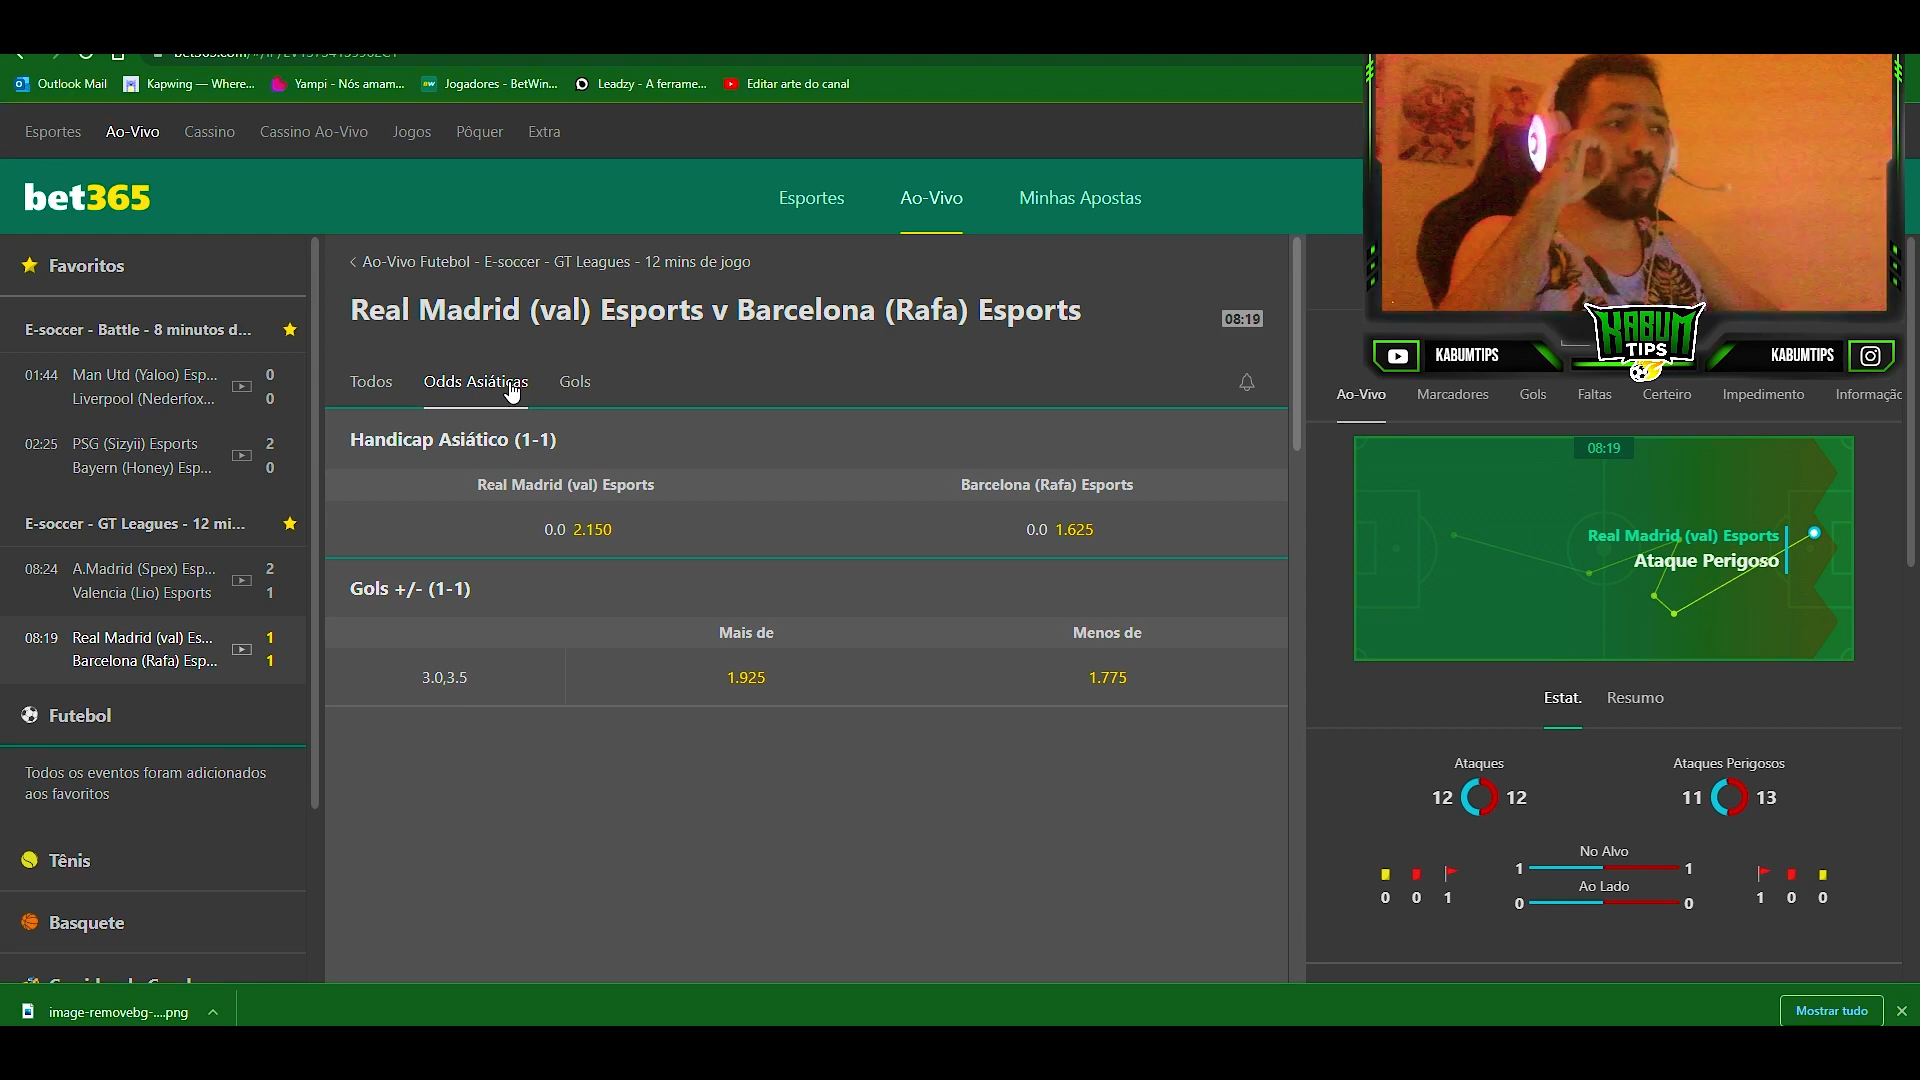 Outlook Mail
Kapwing — Where...
Yampi - Nós amam...
Jogadores - BetWin...
Leadzy - A ferrame...
Editar arte do canal
Esportes
Ao-Vivo
Cassino
Cassino Ao-Vivo
Jogos
Pôquer
Extra
bet365
Esportes
Ao-Vivo
Minhas Apostas
Favoritos
E-soccer - Battle - 8 minutos d...
01:44 Man Utd (Yaloo) Esp... 0
Liverpool (Nederfox... 0
02:25 PSG (Sizyii) Esports 2
Bayern (Honey) Esp... 0
E-soccer - GT Leagues - 12 mi...
08:24 A.Madrid (Spex) Esp... 2
Valencia (Lio) Esports 1
08:19 Real Madrid (val) Es... 1
Barcelona (Rafa) Esp... 1
Futebol
Todos os eventos foram adicionados
aos favoritos
Tênis
Basquete
< Ao-Vivo Futebol - E-soccer - GT Leagues - 12 mins de jogo
Real Madrid (val) Esports v Barcelona (Rafa) Esports
08:19
Todos
Odds Asiáticas
Gols
Handicap Asiático (1-1)
Real Madrid (val) Esports
Barcelona (Rafa) Esports
0.0 2.150
0.0 1.625
Gols +/- (1-1)
Mais de
Menos de
3.0,3.5
1.925
1.775
KABUMTIPS
KABUM
TIPS
KABUMTIPS
Ao-Vivo
Marcadores
Gols
Faltas
Certeiro
Impedimento
Informaçã
08:19
Real Madrid (val) Esports
Ataque Perigoso
Estat.
Resumo
Ataques
12 12
Ataques Perigosos
11 13
No Alvo
1 1
Ao Lado
0 0
0 0 1
1 0 0
image-removebg-....png
Mostrar tudo